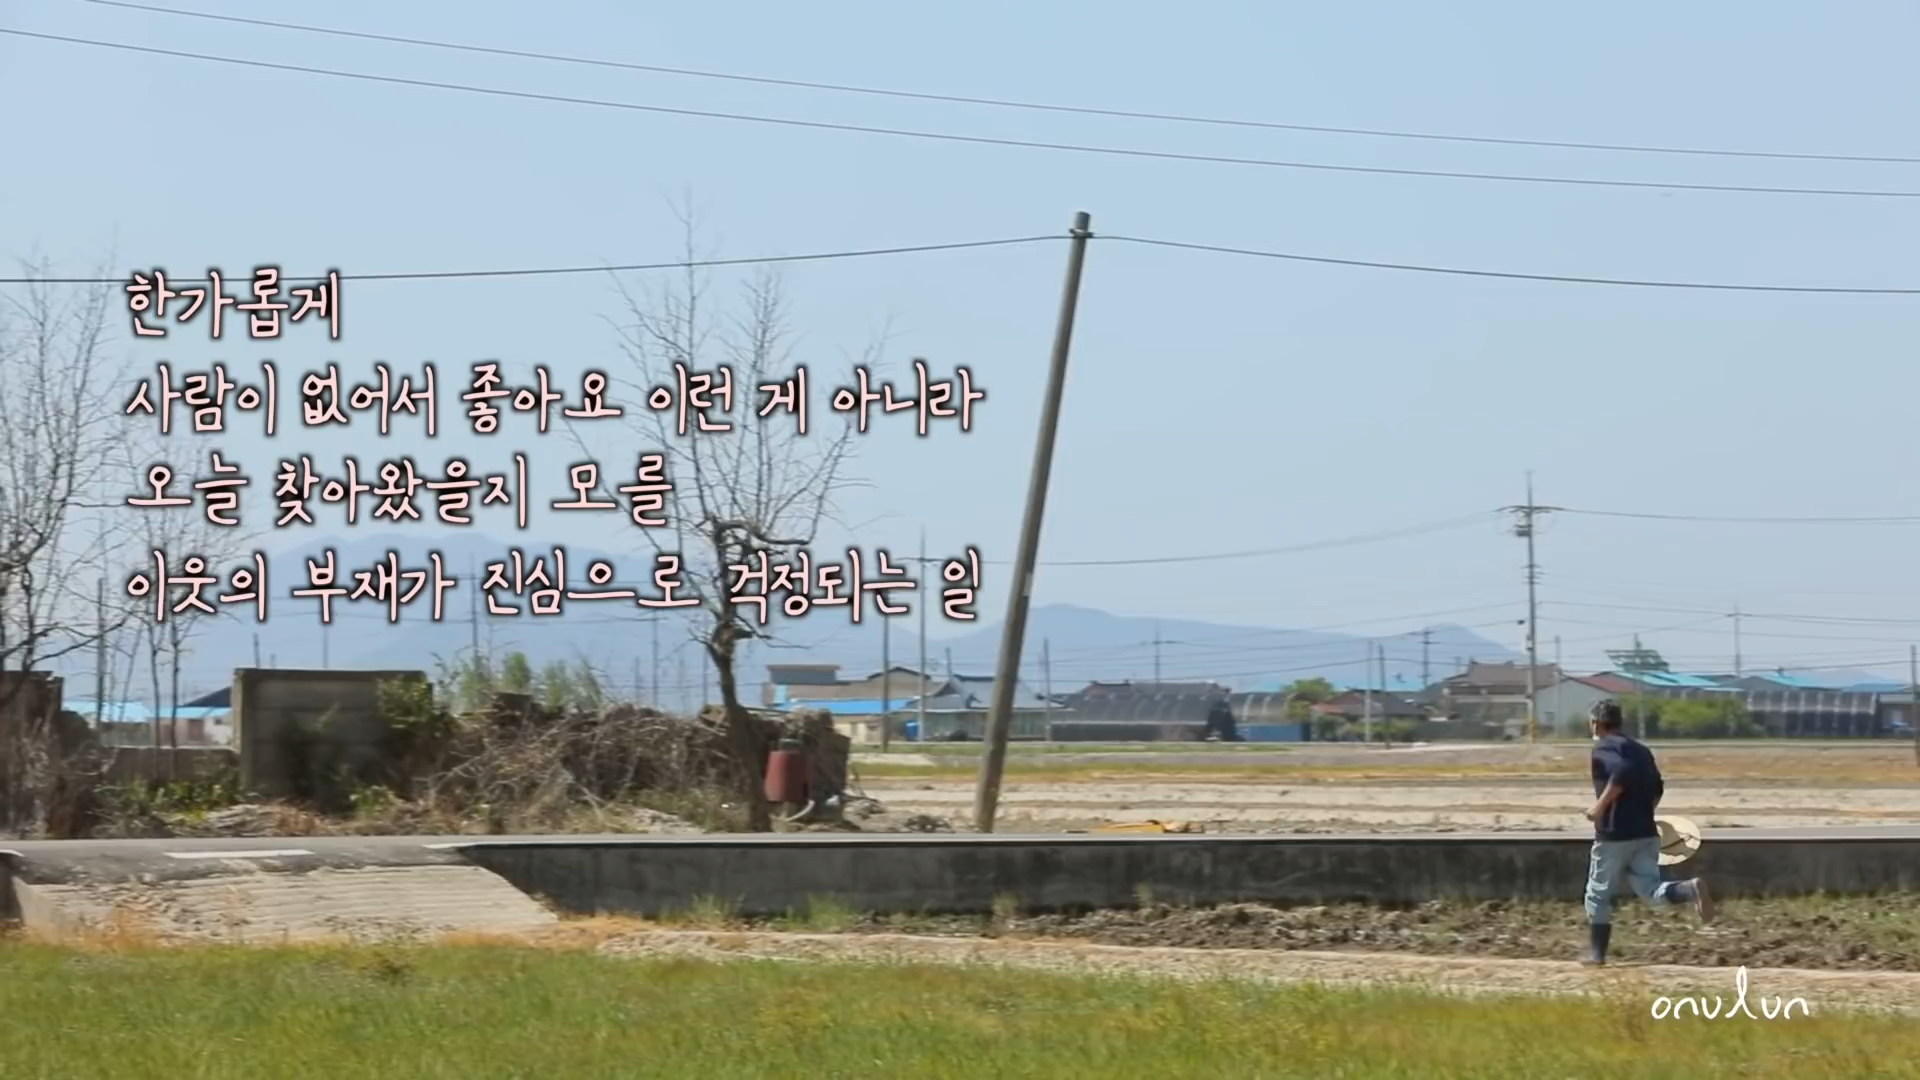 한가롭게
사람이 없어서 좋아요 이런 게 아니라
오늘 찾아왔을지 모를
이웃의 부재가 진심으로 걱정되는 일
onulun